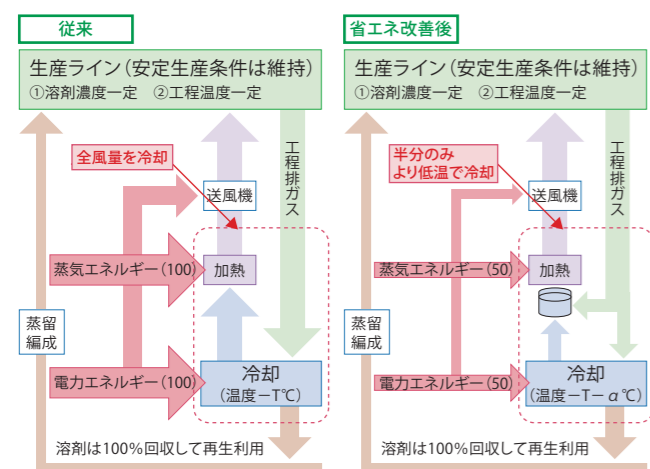 従来
生産ライン(安定生産条件は維持)
①溶剤濃度一定 ②工程温度一定
全風量を冷却
工程排ガス
送風機
蒸気エネルギー(100)
加熱
蒸留
編成
電力エネルギー(100)
冷却
(温度-T℃)
溶剤は100%回収して再生利用
省エネ改善後
生産ライン(安定生産条件は維持)
①溶剤濃度一定 ②工程温度一定
半分のみ
より低温で冷却
工程排ガス
送風機
蒸気エネルギー(50)
加熱
蒸留
編成
電力エネルギー(50)
冷却
(温度-T-α℃)
溶剤は100%回収して再生利用